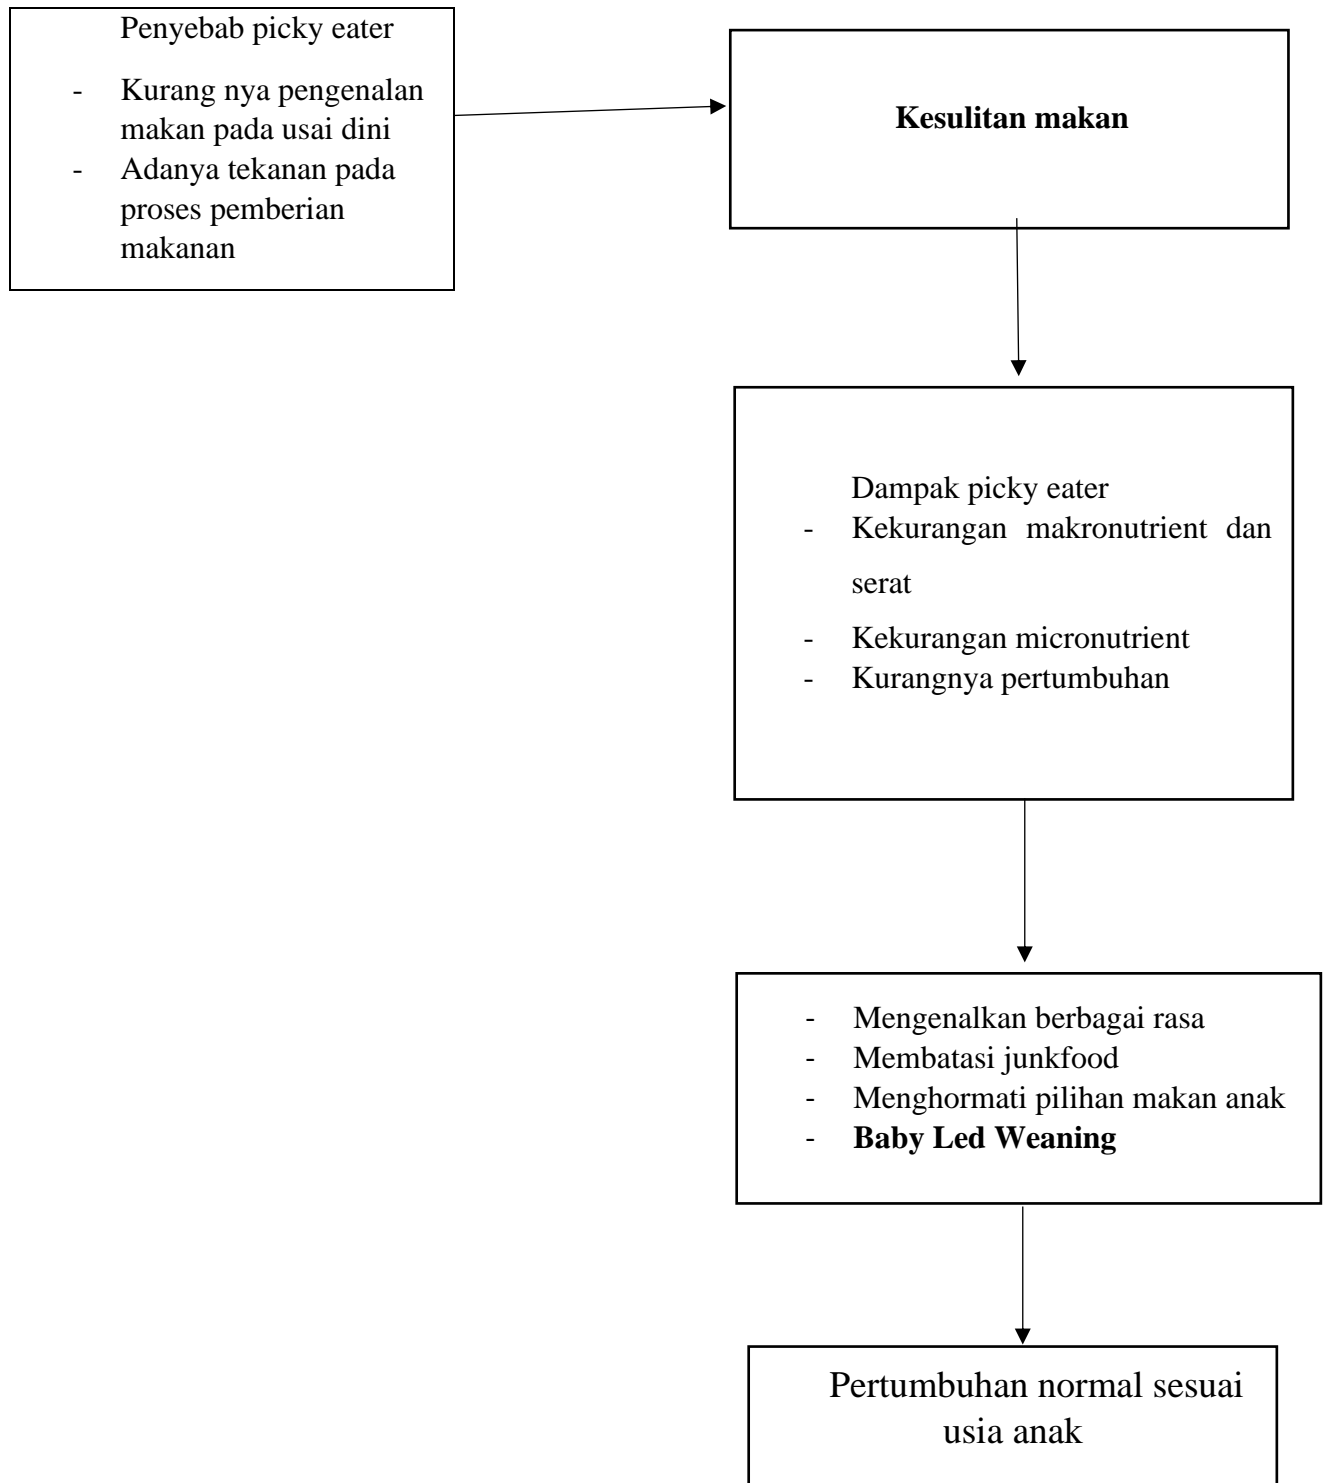 Penyebab picky eater
- Kurang nya pengenalan
makan pada usai dini
- Adanya tekanan pada
proses pemberian
makanan
Kesulitan makan
Dampak picky eater
- Kekurangan makronutrient dan
serat
- Kekurangan micronutrient
- Kurangnya pertumbuhan
- Mengenalkan berbagai rasa
- Membatasi junkfood
- Menghormati pilihan makan anak
- Baby Led Weaning
Pertumbuhan normal sesuai
usia anak